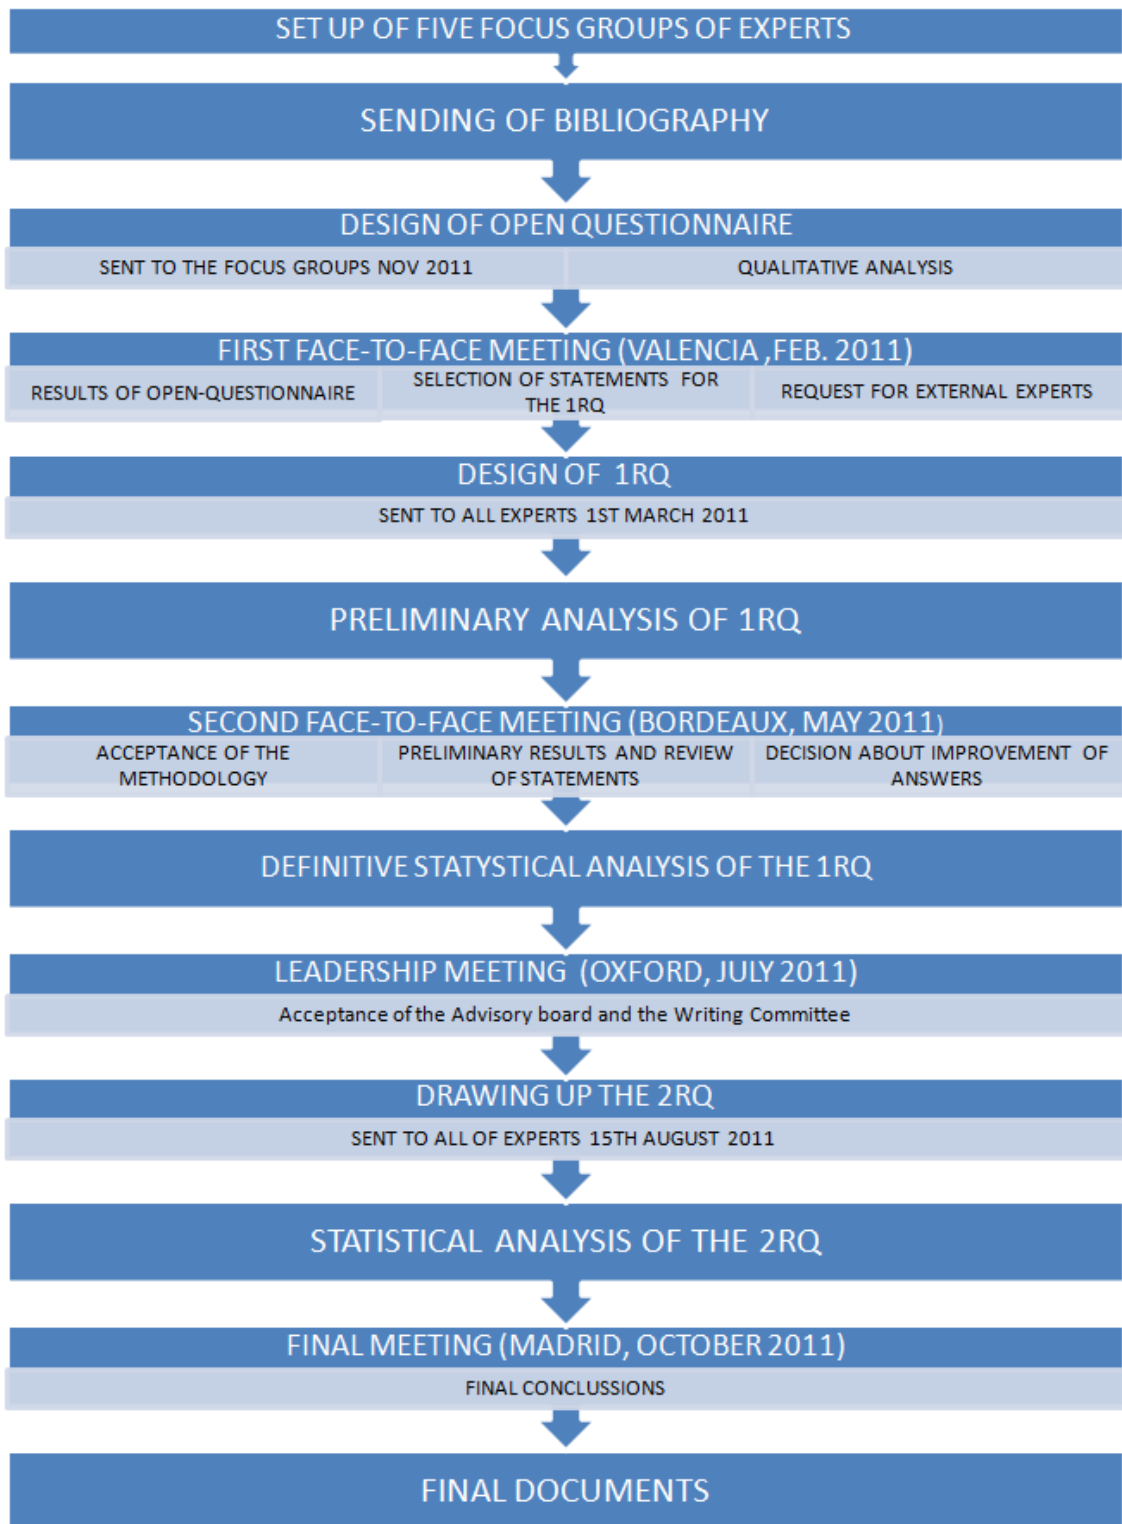 SET UP OF FIVE FOCUS GROUPS OF EXPERTS
SENDING OF BIBLIOGRAPHY
DESIGN OF OPEN QUESTIONNAIRE
SENT TO THE FOCUS GROUPS NOV 2011
QUALITATIVE ANALYSIS
FIRST FACE-TO-FACE MEETING (VALENCIA ,FEB. 2011)
RESULTS OF OPEN-QUESTIONNAIRE
SELECTION OF STATEMENTS FOR
THE 1RQ
REQUEST FOR EXTERNAL EXPERTS
DESIGN OF 1RQ
SENT TO ALL EXPERTS 1ST MARCH 2011
PRELIMINARY ANALYSIS OF 1RQ
SECOND FACE-TO-FACE MEETING (BORDEAUX, MAY 2011)
ACCEPTANCE OF THE
METHODOLOGY
PRELIMINARY RESULTS AND REVIEW
OF STATEMENTS
DECISION ABOUT IMPROVEMENT OF
ANSWERS
DEFINITIVE STATYSTICAL ANALYSIS OF THE 1RQ
LEADERSHIP MEETING (OXFORD, JULY 2011)
Acceptance of the Advisory board and the Writing Committee
DRAWING UP THE 2RQ
SENT TO ALL OF EXPERTS 15TH AUGUST 2011
STATISTICAL ANALYSIS OF THE 2RQ
FINAL MEETING (MADRID, OCTOBER 2011)
FINAL CONCLUSSIONS
FINAL DOCUMENTS